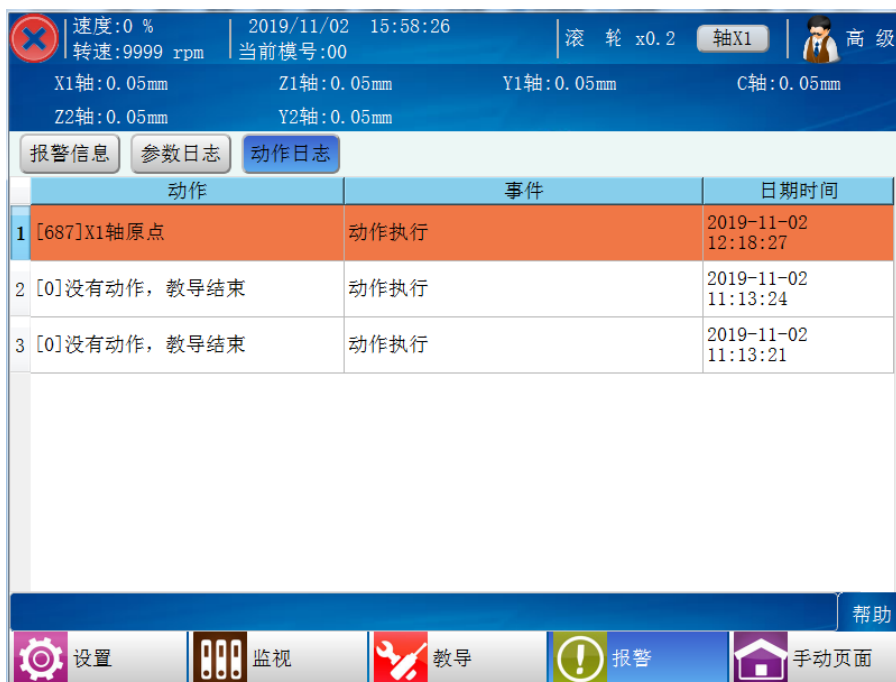 速度:0 % 2019/11/02 15:58:26
转速:9999 rpm 当前模号:00
滚 轮 x0.2 轴X1 高 级
X1轴:0.05mm Z1轴:0.05mm Y1轴:0.05mm C轴:0.05mm
Z2轴:0.05mm Y2轴:0.05mm
报警信息 参数日志 动作日志
动作 事件 日期时间
1 [687]X1轴原点 动作执行 2019-11-02
12:18:27
2 [0]没有动作，教导结束 动作执行 2019-11-02
11:13:24
3 [0]没有动作，教导结束 动作执行 2019-11-02
11:13:21
帮助
设置 监视 教导 报警 手动页面